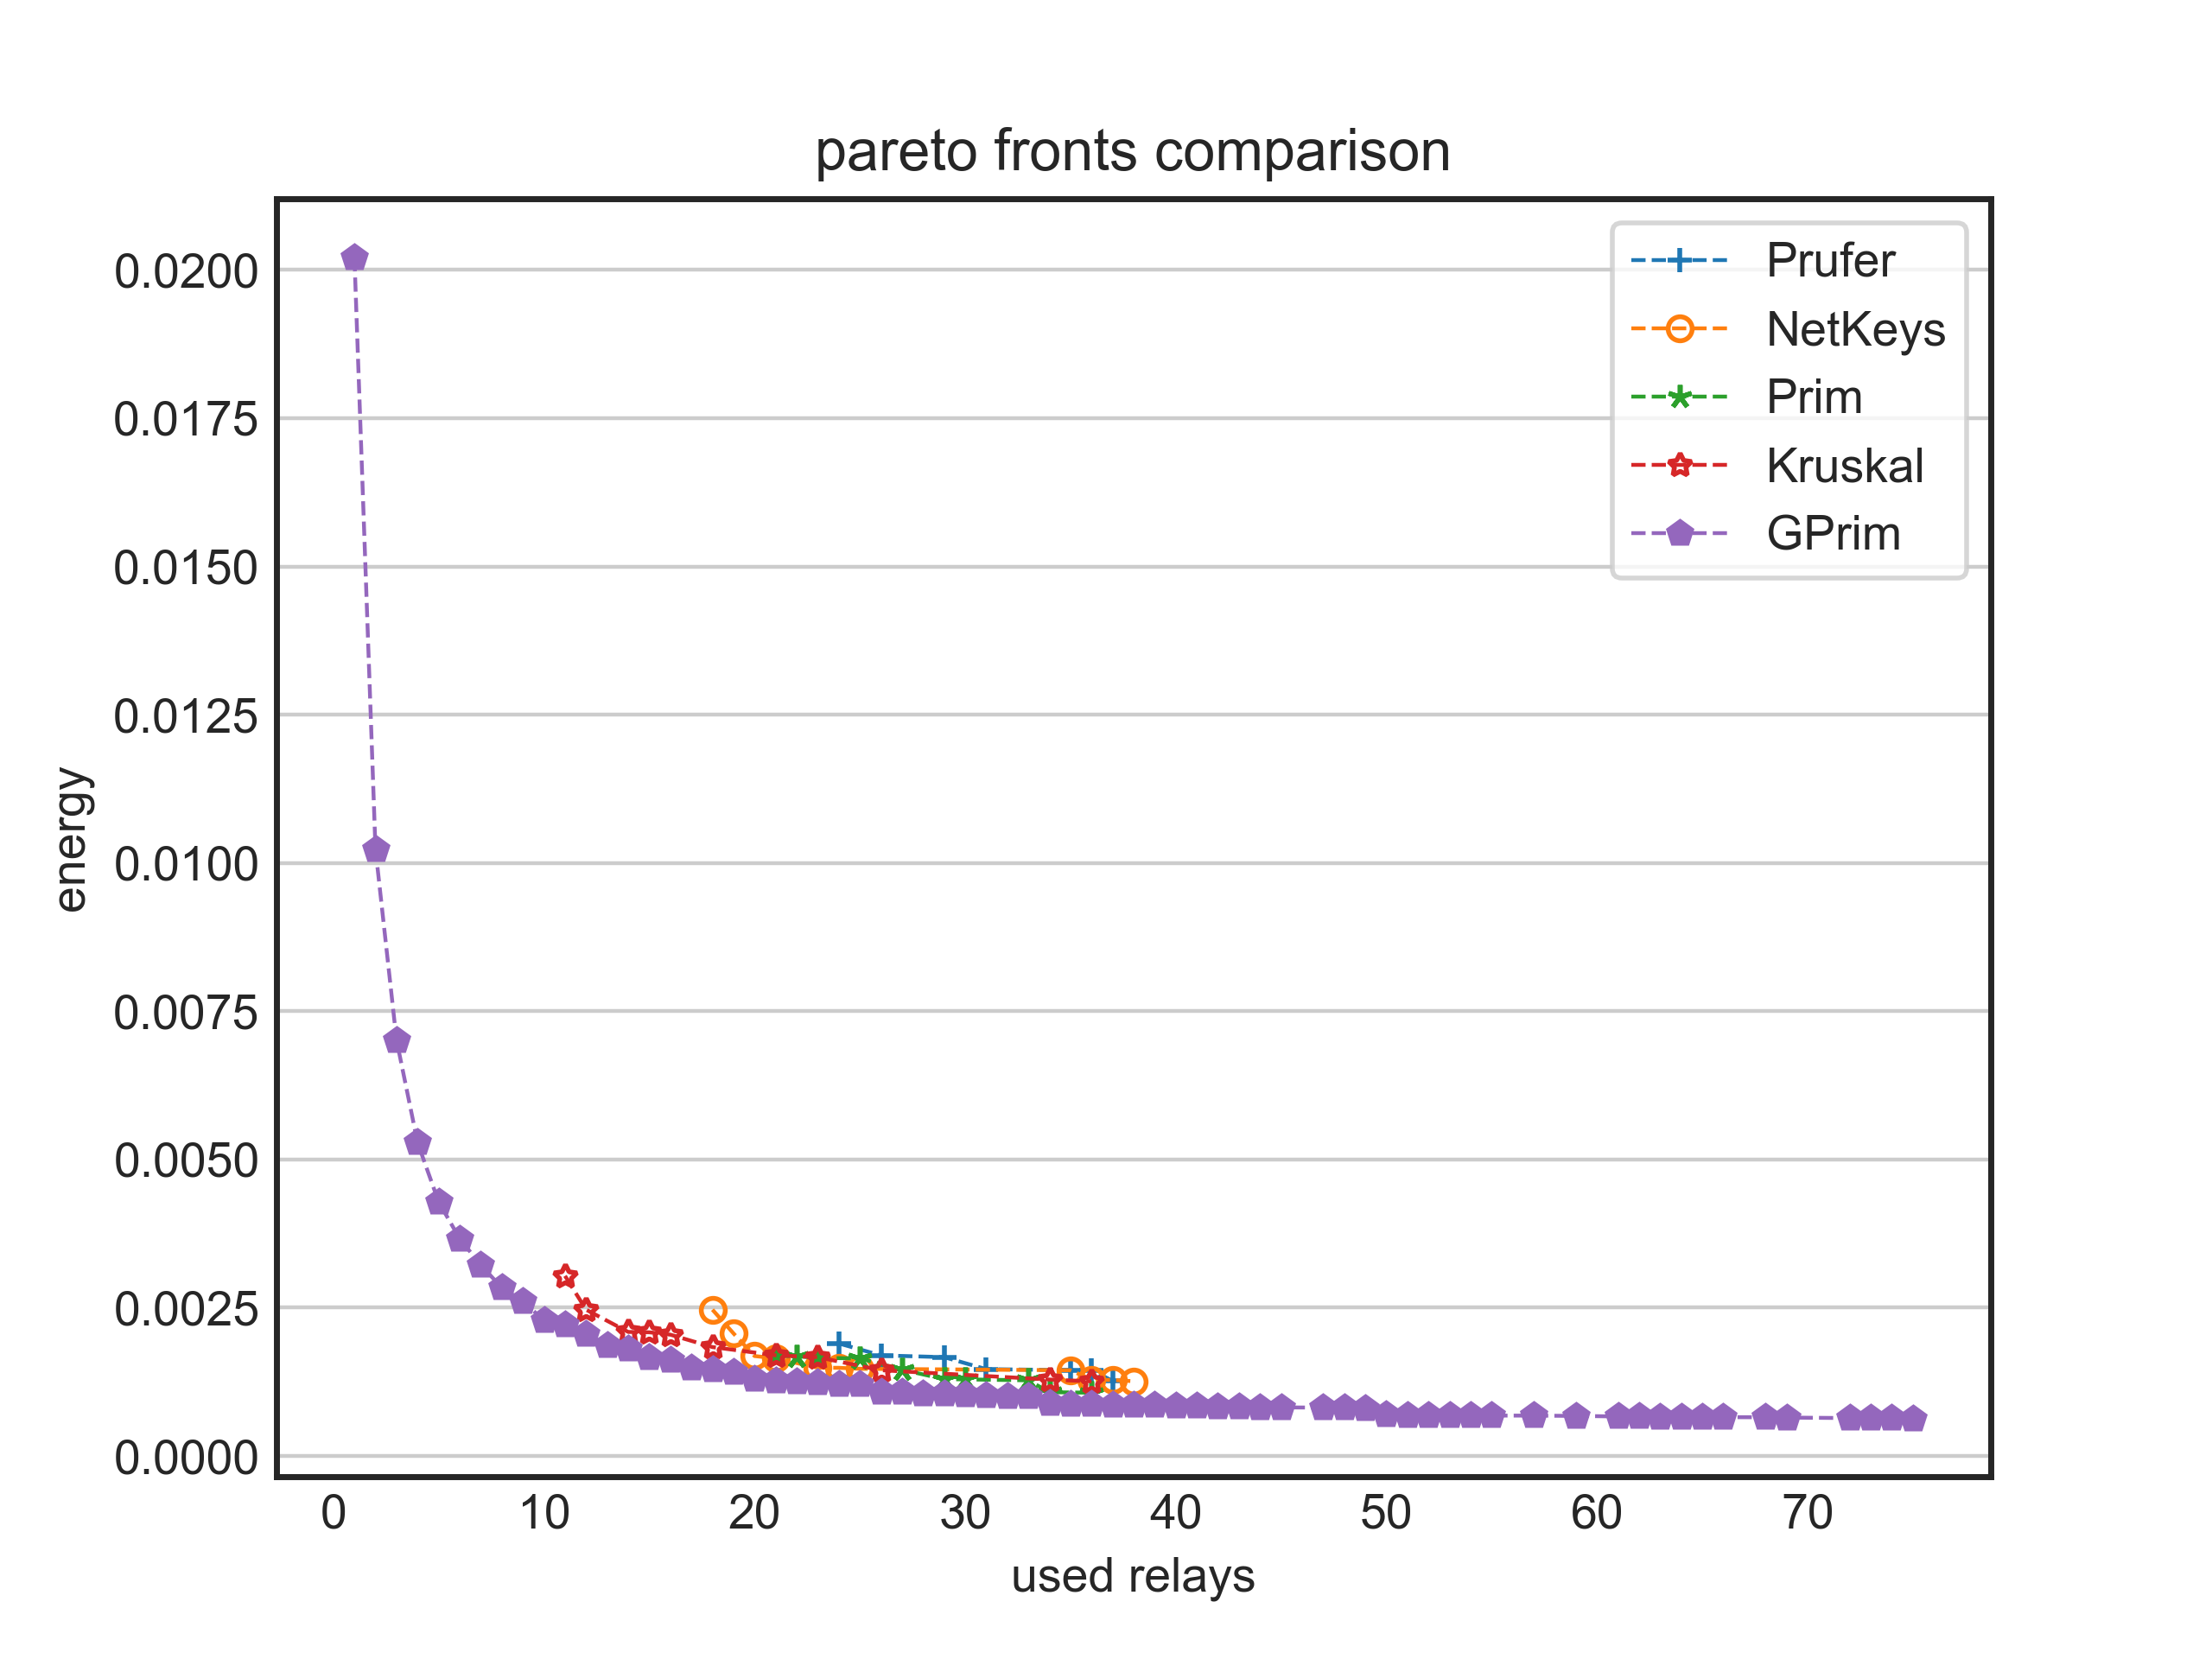 pareto fronts comparison
0.0200
0.0175
0.0150
0.0125
0.0100
0.0075
0.0050
0.0025
0.0000
energy
Prufer
NetKeys
Prim
Kruskal
GPrim
0 10 20 30 40 50 60 70
used relays